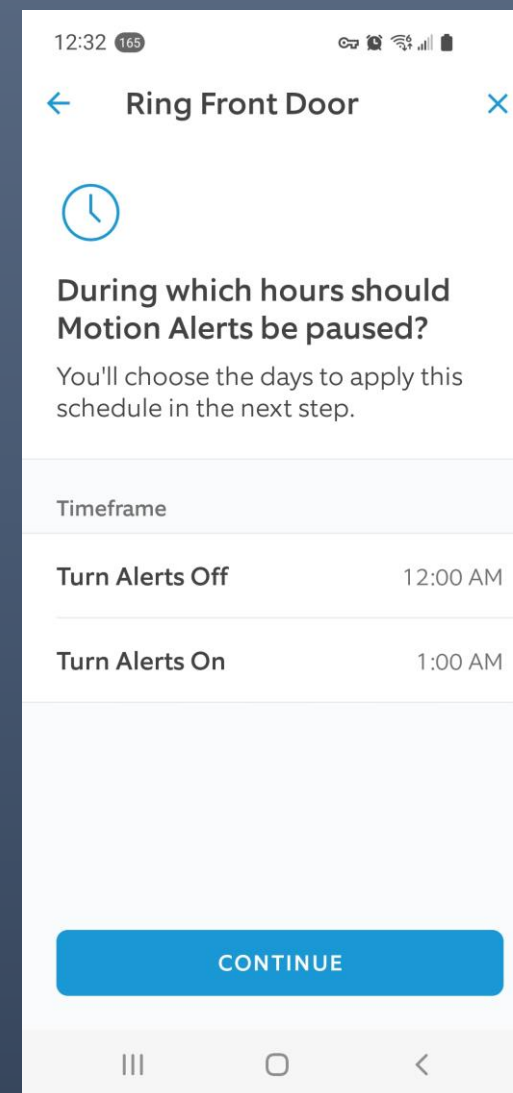 12:32 165
Ring Front Door
During which hours should
Motion Alerts be paused?
You'll choose the days to apply this
schedule in the next step.
Timeframe
Turn Alerts Off 12:00 AM
Turn Alerts On 1:00 AM
CONTINUE